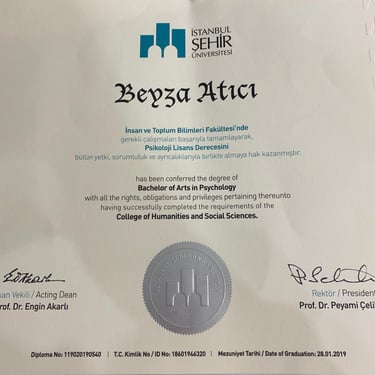 İSTANBUL
ŞEHİR
ÜNİVERSİTESİ
Beyza Atıcı
İnsan ve Toplum Bilimleri Fakültesi'nde
gerekli çalışmaları başarıyla tamamlayarak,
Psikoloji Lisans Derecesini
bütün yetki, sorumluluk ve ayrıcalıklarıyla birlikte almaya hak kazanmıştır.
has been conferred the degree of
Bachelor of Arts in Psychology
with all the rights, obligations and privileges pertaining thereunto
having successfully completed the requirements of the
College of Humanities and Social Sciences.
kan Vekili / Acting Dean
Prof. Dr. Engin Akarlı
Rektör / President
Prof. Dr. Peyami Çeli
Diploma No: 119020190540 | T.C. Kimlik No / ID No: 18601946320 | Mezuniyet Tarihi / Date of Graduation: 28.01.2019